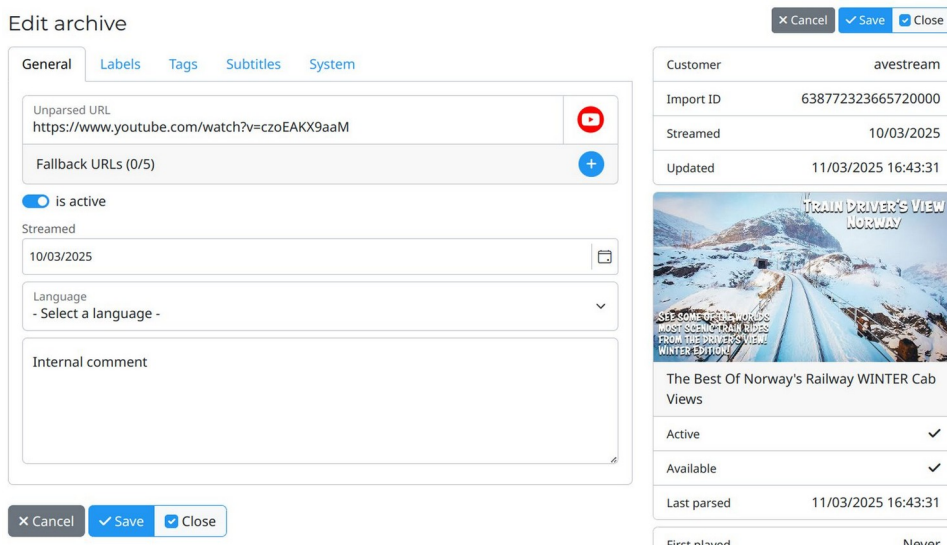 Edit archive
Cancel Save Close
General Labels Tags Subtitles System
Unparsed URL
https://www.youtube.com/watch?v=czoEAKX9aaM
Fallback URLs (0/5)
is active
Streamed
10/03/2025
Language
- Select a language -
Internal comment
Cancel Save Close
Customer avestream
Import ID 638772323665720000
Streamed 10/03/2025
Updated 11/03/2025 16:43:31
TRAIN DRIVER'S VIEW
NORWAY
SEE SOME OF THE WORLDS
MOST SCENIC TRAIN RIDES
FROM THE DRIVER'S VIEW!
WINTER EDITION!
The Best Of Norway's Railway WINTER Cab
Views
Active
Available
Last parsed 11/03/2025 16:43:31
First played Never